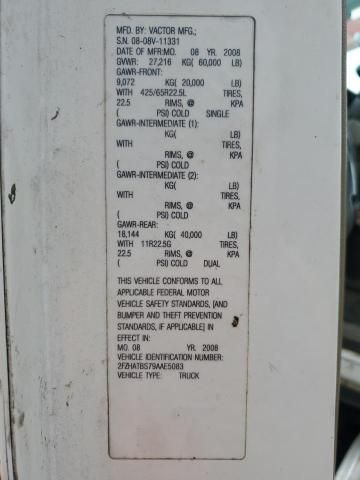 MFD. BY: VACTOR MFG.;
S.N. 08-08V-11331
DATE OF MFR:MO. 08 YR. 2008
GVWR: 27,216 KG( 60,000 LB)
GAWR-FRONT:
9,072 KG( 20,000 LB)
WITH 425/65R22.5L TIRES,
22.5 RIMS, @ KPA
( PSI) COLD SINGLE
GAWR-INTERMEDIATE (1):
KG( LB)
WITH TIRES,
RIMS, @ KPA
( PSI) COLD
GAWR-INTERMEDIATE (2):
KG( LB)
WITH TIRES,
RIMS, @ KPA
( PSI) COLD
GAWR-REAR:
18,144 KG( 40,000 LB)
WITH 11R22.5G TIRES,
22.5 RIMS, @ KPA
( PSI) COLD DUAL
THIS VEHICLE CONFORMS TO ALL
APPLICABLE FEDERAL MOTOR
VEHICLE SAFETY STANDARDS, [AND
BUMPER AND THEFT PREVENTION
STANDARDS, IF APPLICABLE] IN
EFFECT IN:
MO. 08 YR. 2008
VEHICLE IDENTIFICATION NUMBER:
2FZHATBS79AAE5083
VEHICLE TYPE: TRUCK